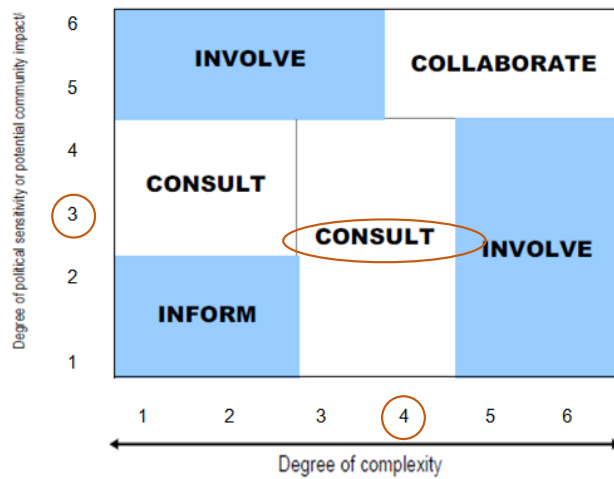 Degree of political sensitivity or potential community impact/
6
5
4
3
2
1
INVOLVE
COLLABORATE
CONSULT
CONSULT
INVOLVE
INFORM
1 2 3 4 5 6
Degree of complexity